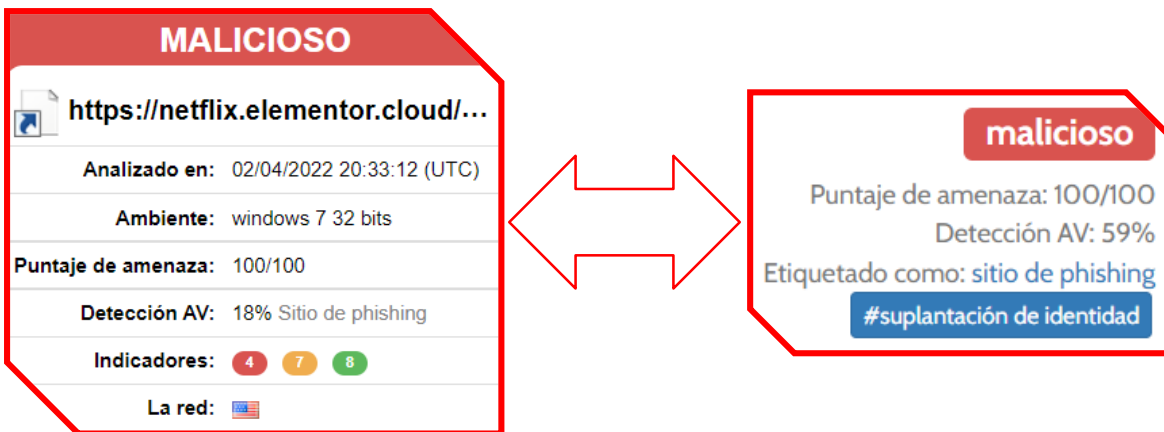 MALICIOSO
https://netflix.elementor.cloud/...
Analizado en: 02/04/2022 20:33:12 (UTC)
Ambiente: windows 7 32 bits
Puntaje de amenaza: 100/100
Detección AV: 18% Sitio de phishing
Indicadores: 4 7 8
La red:
malicioso
Puntaje de amenaza: 100/100
Detección AV: 59%
Etiquetado como: sitio de phishing
#suplantación de identidad